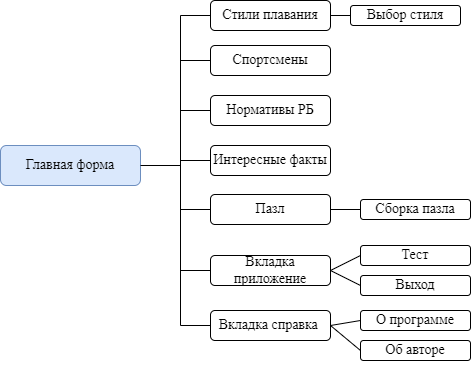 Стили плавания
Выбор стиля
Спортсмены
Нормативы РБ
Главная форма
Интересные факты
Пазл
Сборка пазла
Вкладка
приложение
Тест
Выход
Вкладка справка
О программе
Об авторе